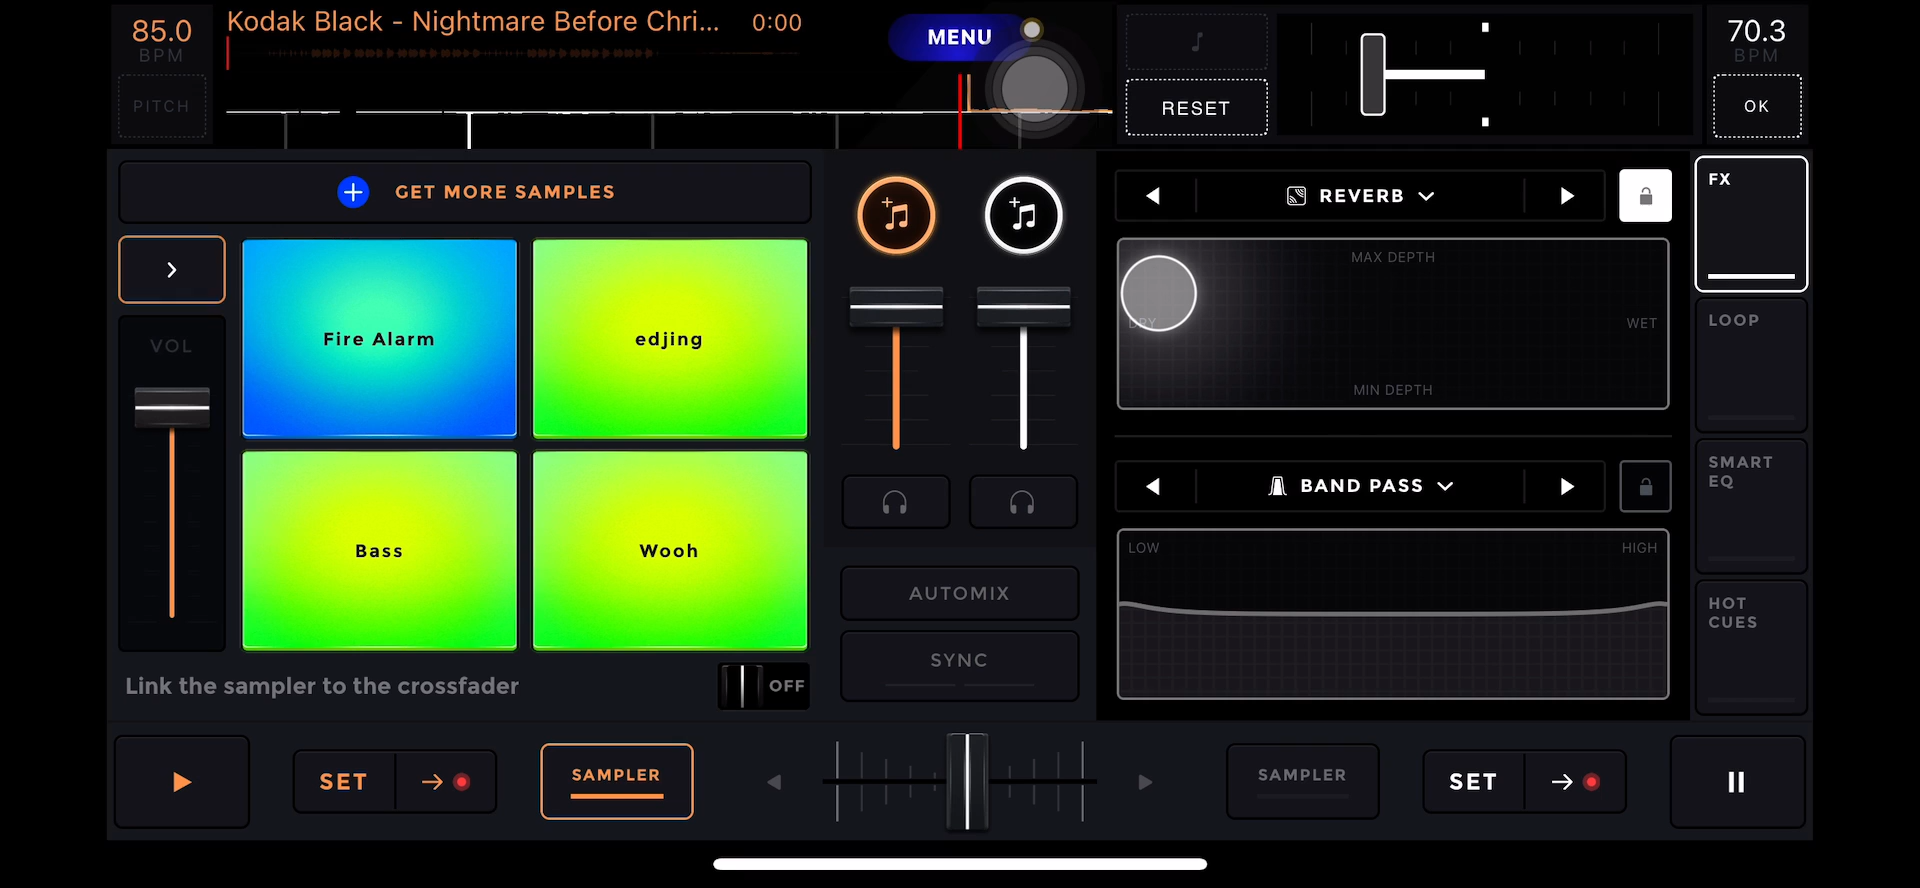 85.0
BPM
PITCH
Kodak Black - Nightmare Before Chri...
0:00
MENU
RESET
70.3
BPM
OK
GET MORE SAMPLES
VOL
Fire Alarm
edjing
Bass
Wooh
Link the sampler to the crossfader
OFF
AUTOMIX
SYNC
REVERB
MAX DEPTH
DRY
WET
MIN DEPTH
BAND PASS
LOW
HIGH
FX
LOOP
SMART
EQ
HOT
CUES
SET
SAMPLER
SAMPLER
SET